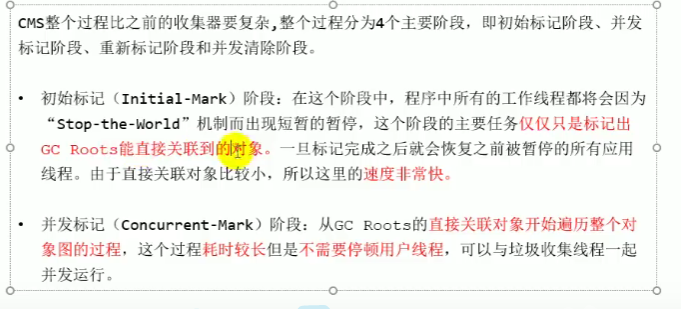 CMS整个过程比之前的收集器要复杂,整个过程分为4个主要阶段，即初始标记阶段、并发
标记阶段、重新标记阶段和并发清除阶段。
• 初始标记（Initial-Mark）阶段：在这个阶段中，程序中所有的工作线程都将会因为
“Stop-the-World”机制而出现短暂的暂停，这个阶段的主要任务仅仅只是标记出
GC Roots能直接关联到的对象。一旦标记完成之后就会恢复之前被暂停的所有应用
线程。由于直接关联对象比较小，所以这里的速度非常快。
• 并发标记（Concurrent-Mark）阶段：从GC Roots的直接关联对象开始遍历整个对
象图的过程，这个过程耗时较长但是不需要停顿用户线程，可以与垃圾收集线程一起
并发运行。